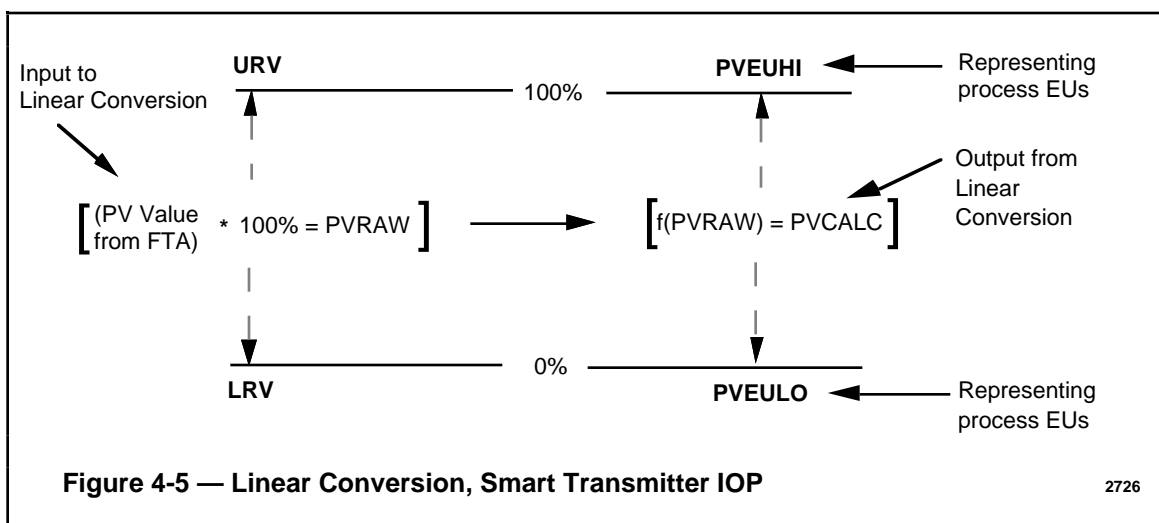 Input to
Linear Conversion
URV
100%
PVEUHI
Representing
process EUs
[(PV Value
from FTA) * 100% = PVRAW]
[f(PVRAW) = PVCALC]
Output from
Linear
Conversion
LRV
0%
PVEULO
Representing
process EUs
Figure 4-5 — Linear Conversion, Smart Transmitter IOP
2726